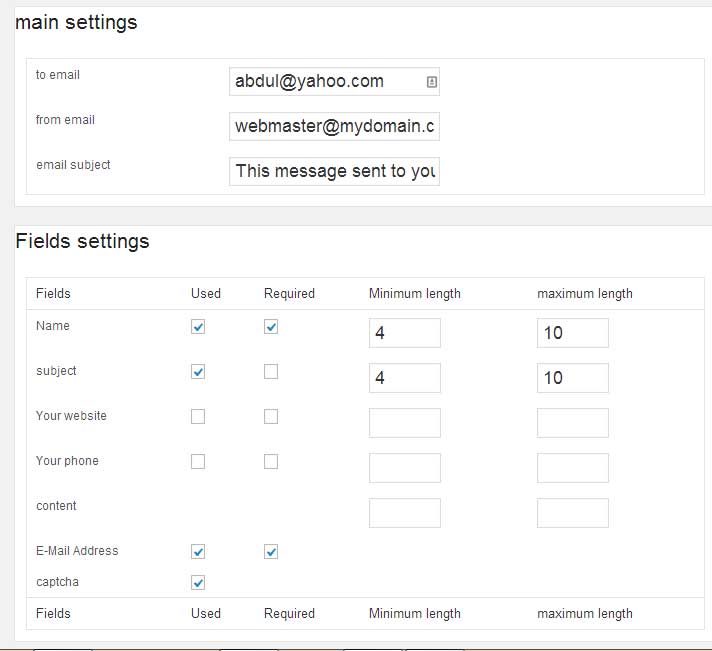 main settings
to email abdul@yahoo.com
from email webmaster@mydomain.c
email subject This message sent to you
Fields settings
Fields Used Required Minimum length maximum length
Name 4 10
subject 4 10
Your website
Your phone
content
E-Mail Address
captcha
Fields Used Required Minimum length maximum length